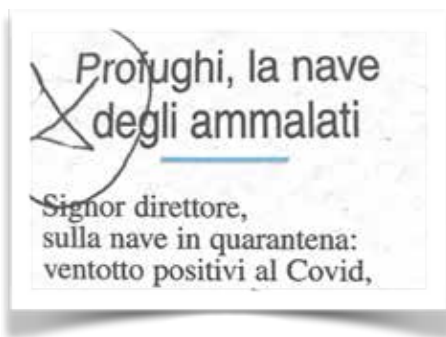 Profughi, la nave
degli ammalati
Signor direttore,
sulla nave in quarantena:
ventotto positivi al Covid,